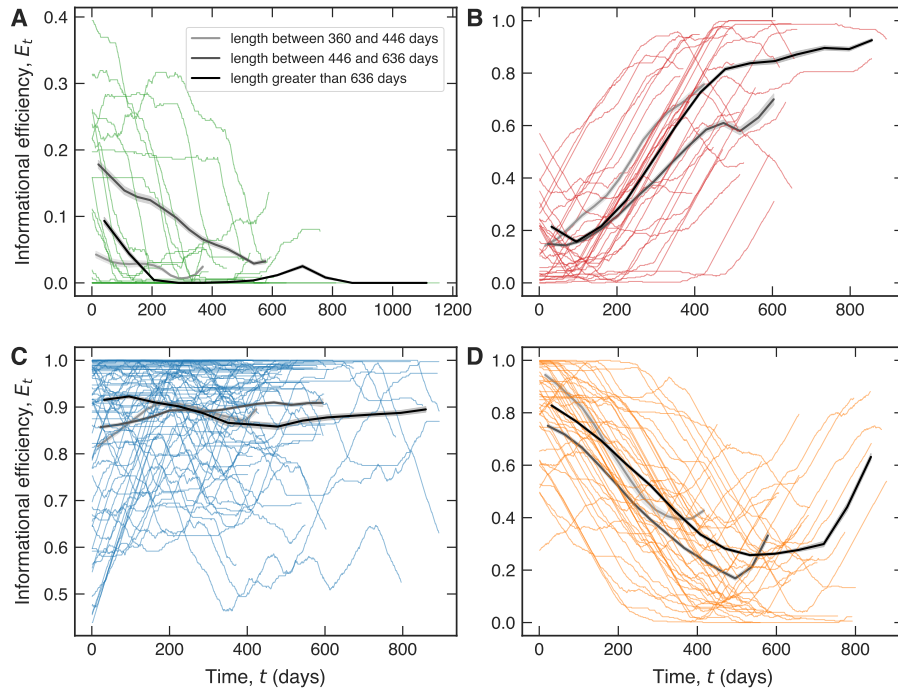 A
B
0.4
0.3
0.2
0.1
0.0
Informational efficiency, Eₜ
length between 360 and 446 days
length between 446 and 636 days
length greater than 636 days
0 200 400 600 800 1000 1200
1.0
0.8
0.6
0.4
0.2
0.0
0 200 400 600 800
C
D
1.0
0.9
0.8
0.7
0.6
0.5
Informational efficiency, Eₜ
0 200 400 600 800
Time, t (days)
1.0
0.8
0.6
0.4
0.2
0.0
0 200 400 600 800
Time, t (days)